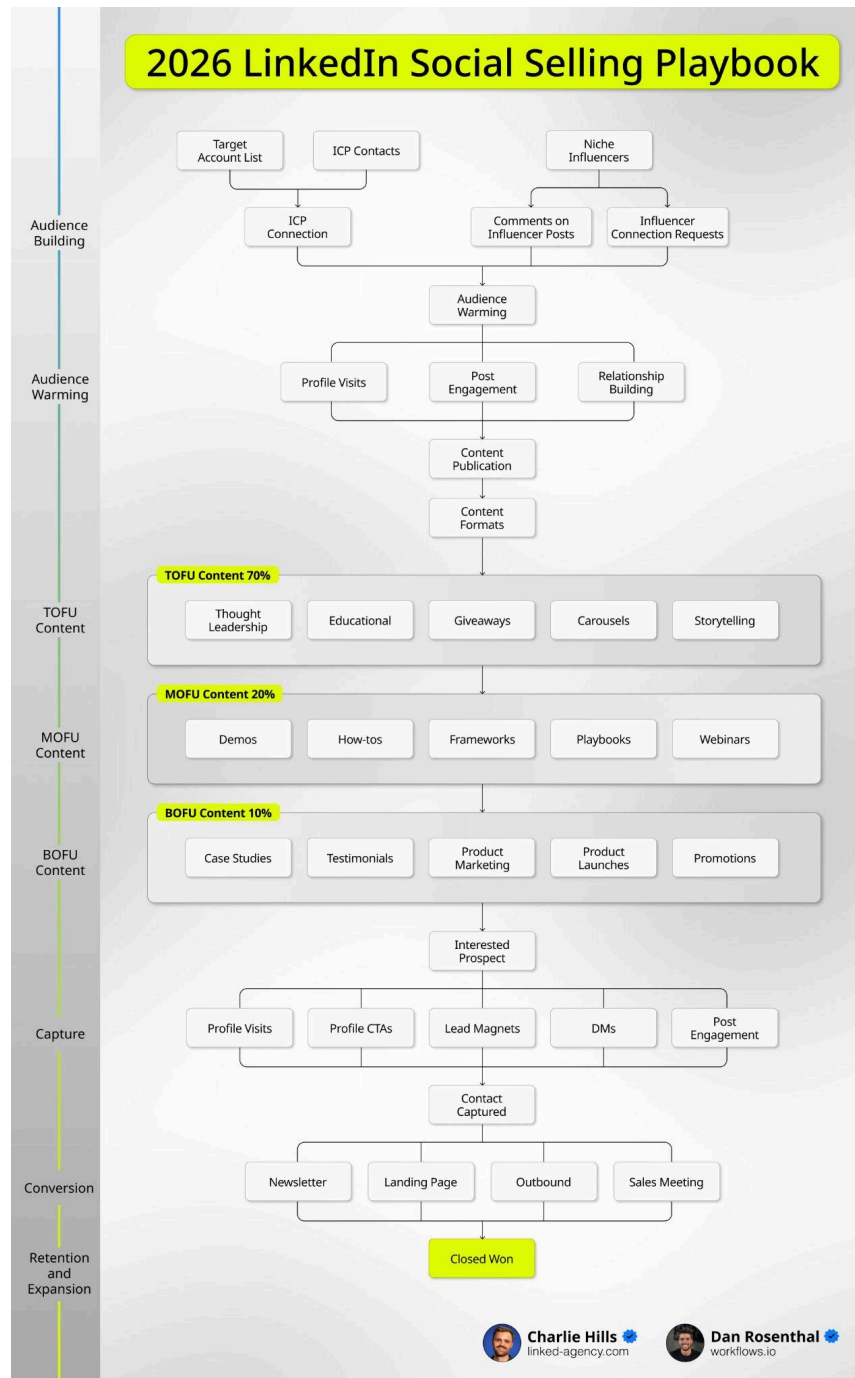 2026 LinkedIn Social Selling Playbook
Target
Account List
ICP Contacts
Niche
Influencers
Audience
Building
ICP
Connection
Comments on
Influencer Posts
Influencer
Connection Requests
Audience
Warming
Audience
Warming
Profile Visits
Post
Engagement
Relationship
Building
Content
Publication
Content
Formats
TOFU
Content
TOFU Content 70%
Thought
Leadership
Educational
Giveaways
Carousels
Storytelling
MOFU
Content
MOFU Content 20%
Demos
How-tos
Frameworks
Playbooks
Webinars
BOFU
Content
BOFU Content 10%
Case Studies
Testimonials
Product
Marketing
Product
Launches
Promotions
Interested
Prospect
Capture
Profile Visits
Profile CTAs
Lead Magnets
DMs
Post
Engagement
Contact
Captured
Conversion
Newsletter
Landing Page
Outbound
Sales Meeting
Retention
and
Expansion
Closed Won
Charlie Hills
linked-agency.com
Dan Rosenthal
workflows.io